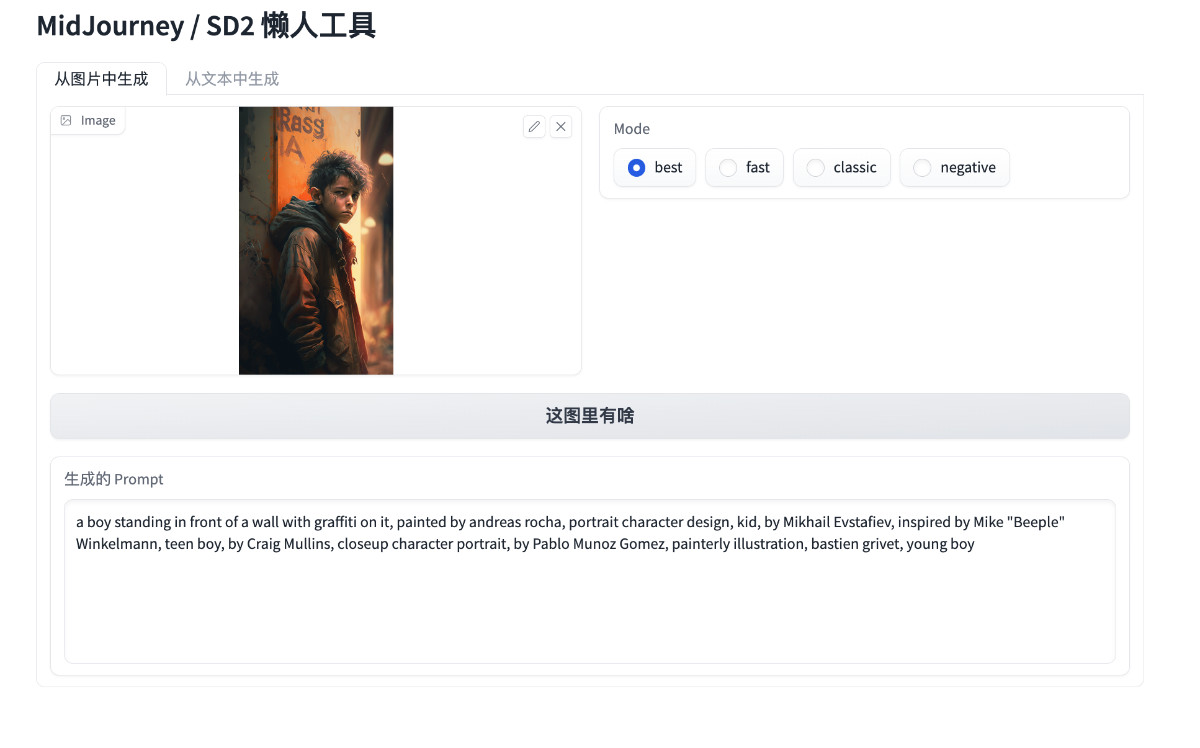 MidJourney / SD2 懒人工具
从图片中生成
从文本中生成
Image
Rasg
IA
Mode
best
fast
classic
negative
这图里有啥
生成的 Prompt
a boy standing in front of a wall with graffiti on it, painted by andreas rocha, portrait character design, kid, by Mikhail Evstafiev, inspired by Mike "Beeple"
Winkelmann, teen boy, by Craig Mullins, closeup character portrait, by Pablo Munoz Gomez, painterly illustration, bastien grivet, young boy